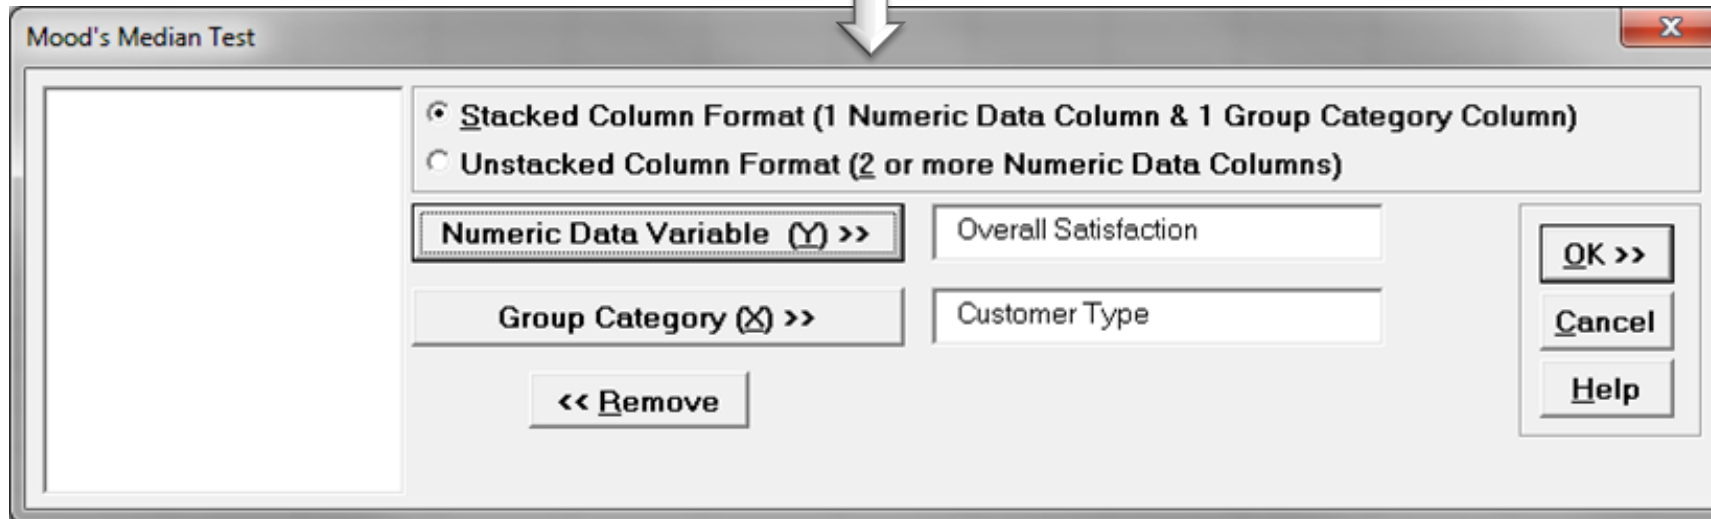 Mood's Median Test
Stacked Column Format (1 Numeric Data Column & 1 Group Category Column)
Unstacked Column Format (2 or more Numeric Data Columns)
Numeric Data Variable (Y) >>
Overall Satisfaction
Group Category (X) >>
Customer Type
<< Remove
OK >>
Cancel
Help